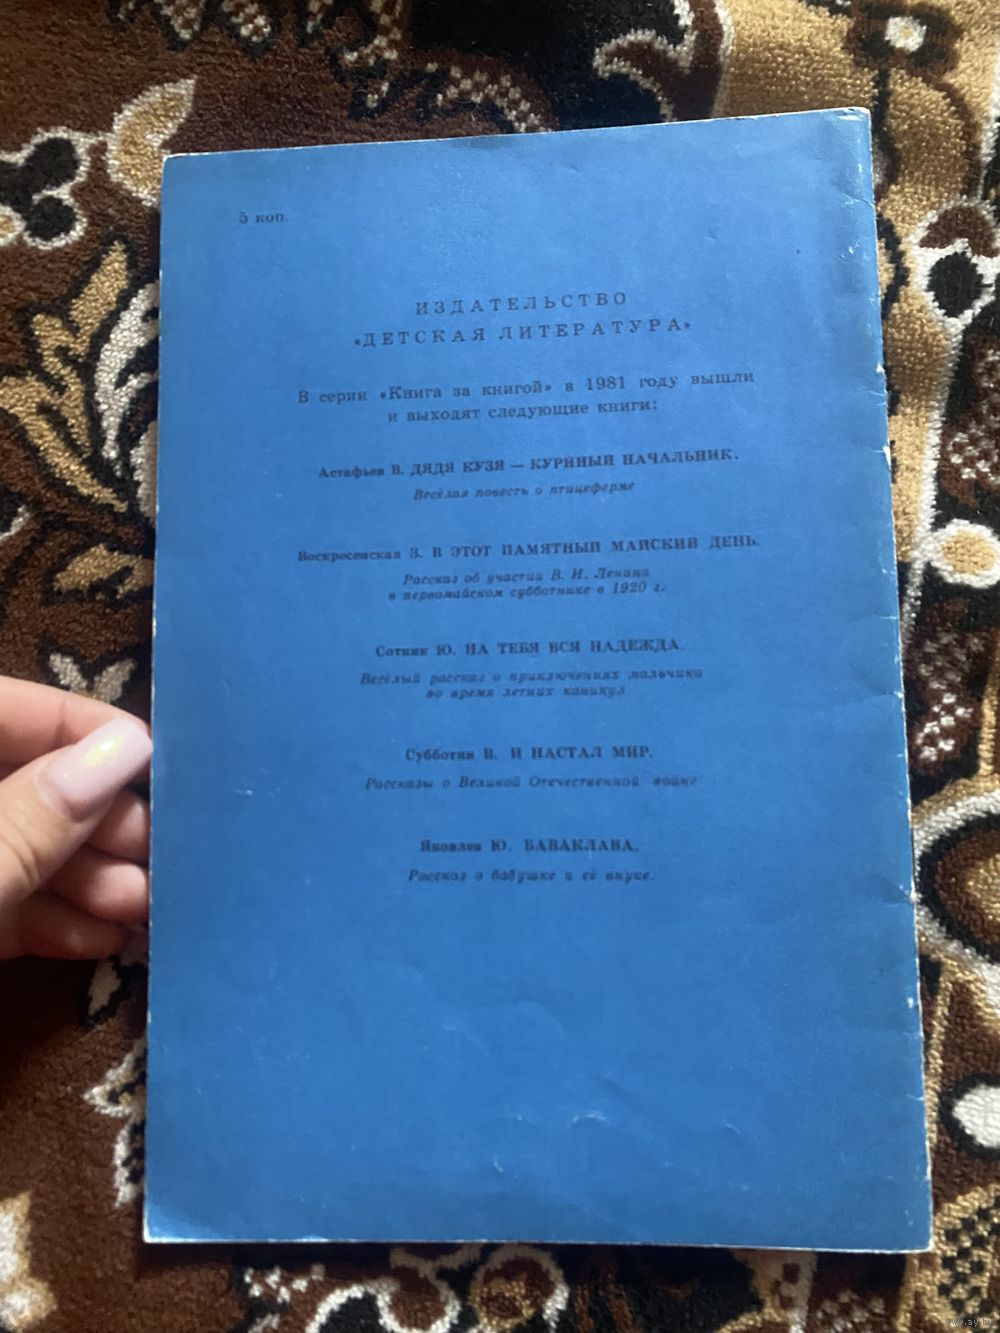 5 коп.
ИЗДАТЕЛЬСТВО
«ДЕТСКАЯ ЛИТЕРАТУРА»
В серии «Книга за книгой» в 1981 году вышли
и выходят следующие книги:
Астафьев В. ДЯДЯ КУЗЯ — КУРИНЫЙ НАЧАЛЬНИК.
Весёлая повесть о птицеферме
Воскресенская З. В ЭТОТ ПАМЯТНЫЙ МАЙСКИЙ ДЕНЬ.
Рассказ об участии В. И. Ленина
в первомайском субботнике в 1920 г.
Сотник Ю. НА ТЕБЯ ВСЯ НАДЕЖДА.
Весёлый рассказ о приключениях мальчика
во время летних каникул
Субботин В. И НАСТАЛ МИР.
Рассказы о Великой Отечественной войне
Яковлев Ю. БАВАКЛАВА.
Рассказ о бабушке и её внуке.